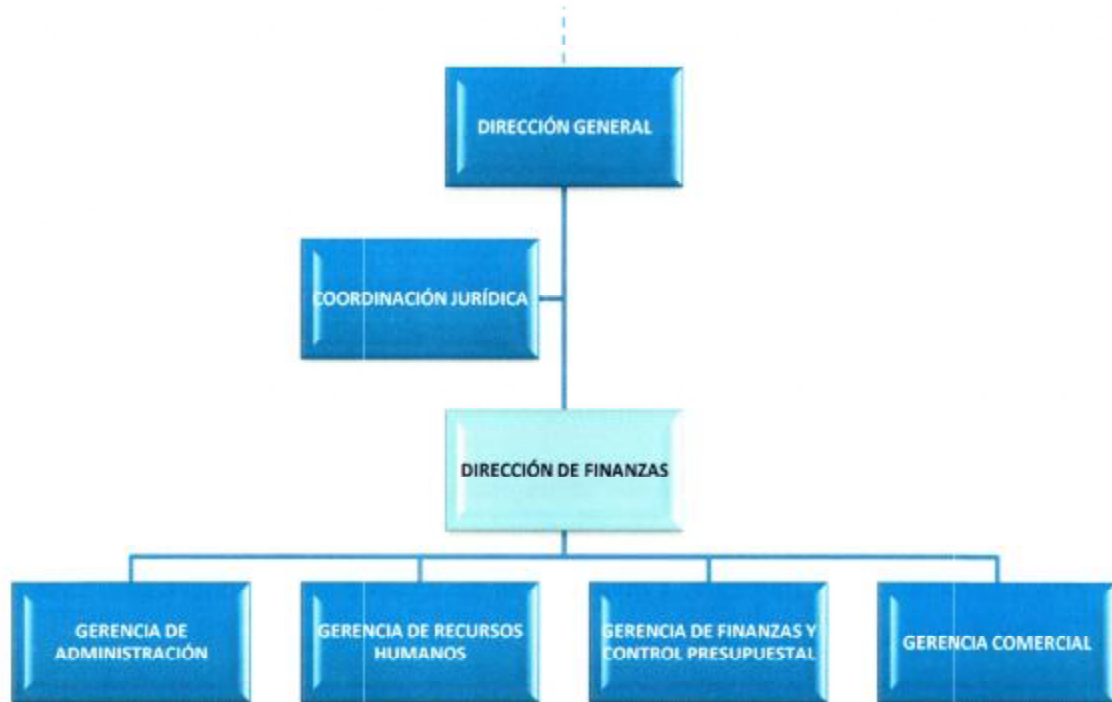 DIRECCIÓN GENERAL
COORDINACIÓN JURÍDICA
DIRECCIÓN DE FINANZAS
GERENCIA DE
ADMINISTRACIÓN
GERENCIA DE RECURSOS
HUMANOS
GERENCIA DE FINANZAS Y
CONTROL PRESUPUESTAL
GERENCIA COMERCIAL